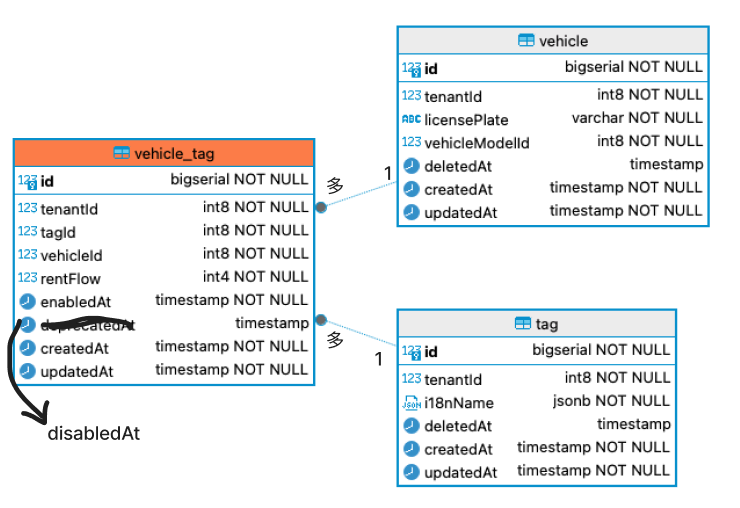 vehicle
123 id bigserial NOT NULL
123 tenantId int8 NOT NULL
ABC licensePlate varchar NOT NULL
123 vehicleModelId int8 NOT NULL
deletedAt timestamp
createdAt timestamp NOT NULL
updatedAt timestamp NOT NULL
vehicle_tag
123 id bigserial NOT NULL
123 tenantId int8 NOT NULL
123 tagId int8 NOT NULL
123 vehicleId int8 NOT NULL
123 rentFlow int4 NOT NULL
enabledAt timestamp NOT NULL
deprecatedAt timestamp
createdAt timestamp NOT NULL
updatedAt timestamp NOT NULL
多
1
多
1
disabledAt
tag
123 id bigserial NOT NULL
123 tenantId int8 NOT NULL
JSON i18nName jsonb NOT NULL
deletedAt timestamp
createdAt timestamp NOT NULL
updatedAt timestamp NOT NULL